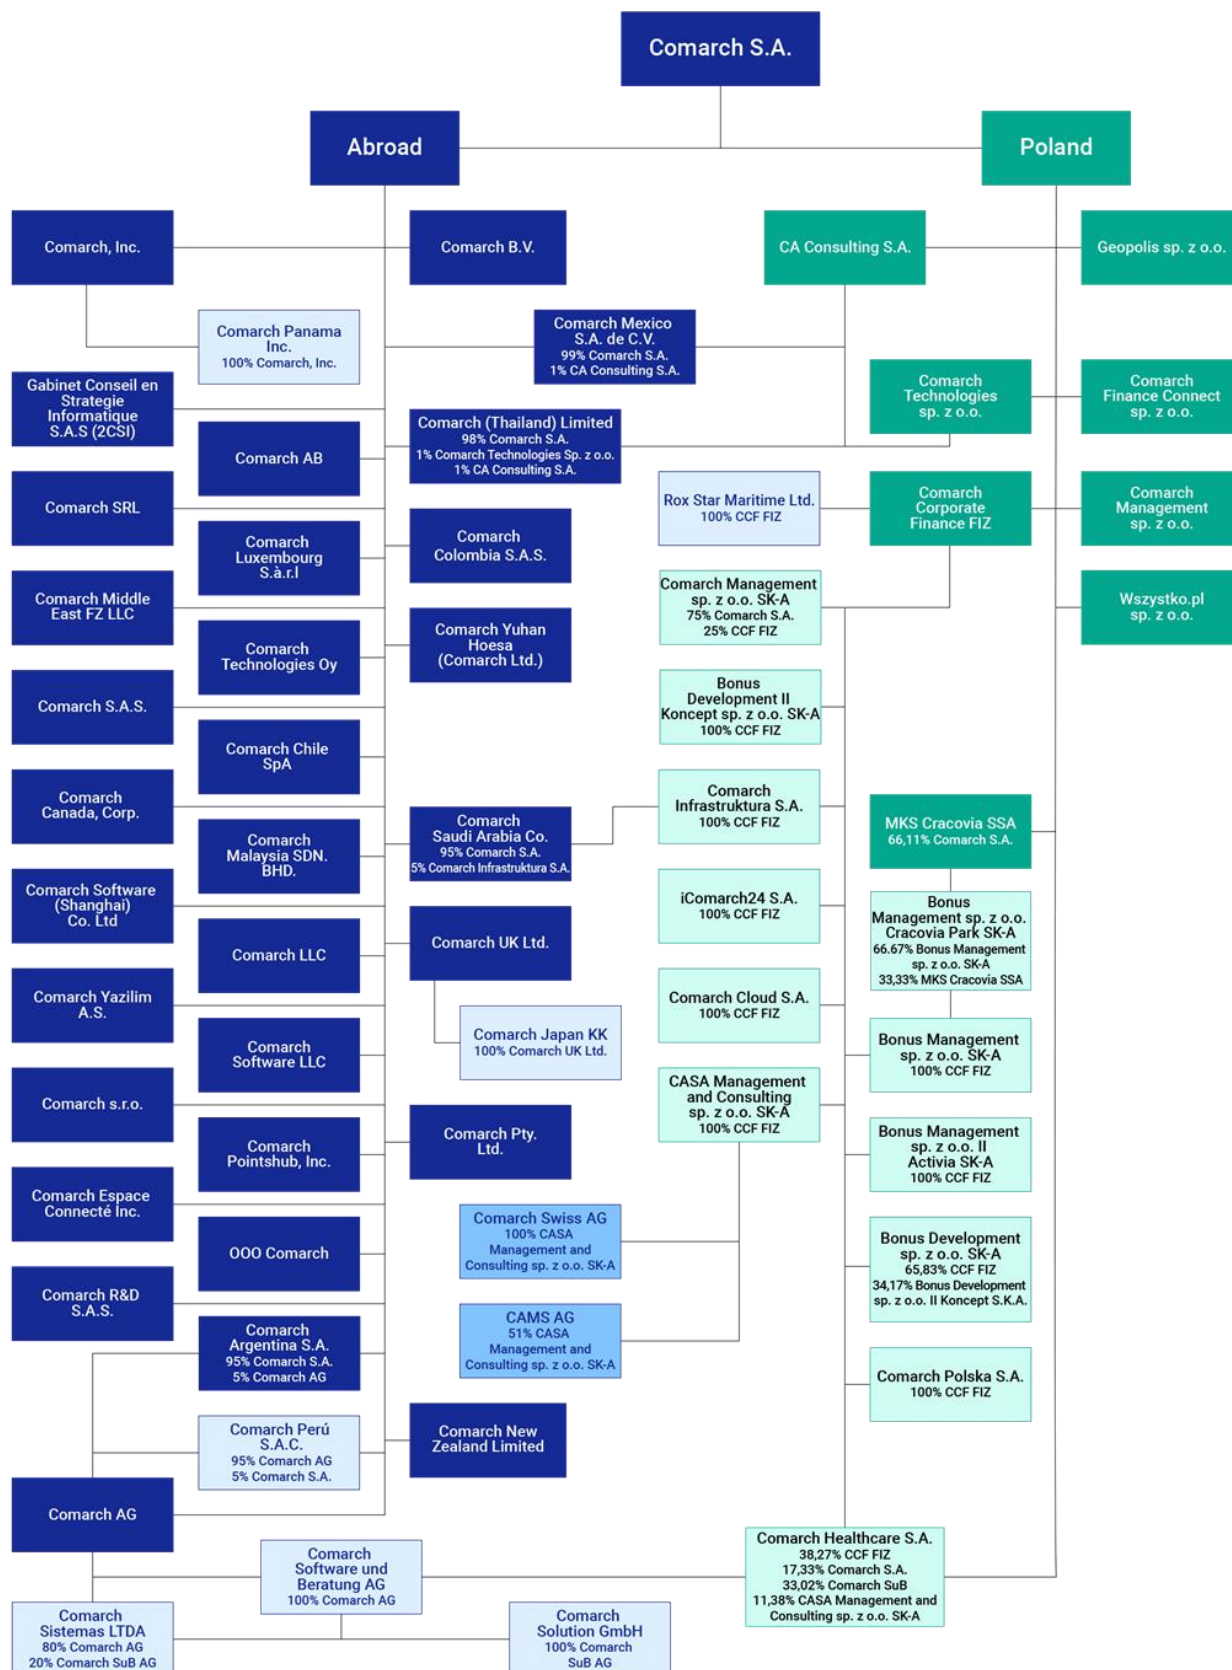 Comarch S.A.
Abroad
Poland
Comarch, Inc.
Comarch B.V.
CA Consulting S.A.
Geopolis sp. z o.o.
Comarch Panama
Inc.
100% Comarch, Inc.
Comarch Mexico
S.A. de C.V.
99% Comarch S.A.
1% CA Consulting S.A.
Gabinet Conseil en
Strategie
Informatique
S.A.S (2CSI)
Comarch (Thailand) Limited
98% Comarch S.A.
1% Comarch Technologies Sp. z o.o.
1% CA Consulting S.A.
Comarch
Technologies
sp. z o.o.
Comarch
Finance Connect
sp. z o.o.
Comarch AB
Comarch SRL
Rox Star Maritime Ltd.
100% CCF FIZ
Comarch
Corporate
Finance FIZ
Comarch
Management
sp. z o.o.
Comarch
Luxembourg
S.à.r.l
Comarch
Colombia S.A.S.
Comarch Middle
East FZ LLC
Comarch Management
sp. z o.o. SK-A
75% Comarch S.A.
25% CCF FIZ
Wszystko.pl
sp. z o.o.
Comarch
Technologies Oy
Comarch Yuhan
Hoesa
(Comarch Ltd.)
Comarch S.A.S.
Bonus
Development II
Koncept sp. z o.o. SK-A
100% CCF FIZ
Comarch Chile
SpA
Comarch
Canada, Corp.
Comarch
Infrastruktura S.A.
100% CCF FIZ
Comarch
Malaysia SDN.
BHD.
Comarch
Saudi Arabia Co.
95% Comarch S.A.
5% Comarch Infrastruktura S.A.
MKS Cracovia SSA
66,11% Comarch S.A.
Comarch Software
(Shanghai)
Co. Ltd
iComarch24 S.A.
100% CCF FIZ
Bonus
Management sp. z o.o.
Cracovia Park SK-A
66.67% Bonus Management
sp. z o.o. SK-A
33,33% MKS Cracovia SSA
Comarch LLC
Comarch UK Ltd.
Comarch Yazilim
A.S.
Comarch Cloud S.A.
100% CCF FIZ
Comarch
Software LLC
Comarch Japan KK
100% Comarch UK Ltd.
Bonus Management
sp. z o.o. SK-A
100% CCF FIZ
Comarch s.r.o.
CASA Management
and Consulting
sp. z o.o. SK-A
100% CCF FIZ
Comarch
Pointshub, Inc.
Comarch Pty.
Ltd.
Bonus Management
sp. z o.o. II
Activia SK-A
100% CCF FIZ
Comarch Espace
Connecté Inc.
OOO Comarch
Comarch Swiss AG
100% CASA
Management and
Consulting sp. z o.o. SK-A
Bonus Development
sp. z o.o. SK-A
65,83% CCF FIZ
34,17% Bonus Development
sp. z o.o. II Koncept S.K.A.
Comarch R&D
S.A.S.
Comarch
Argentina S.A.
95% Comarch S.A.
5% Comarch AG
CAMS AG
51% CASA
Management and
Consulting sp. z o.o. SK-A
Comarch Polska S.A.
100% CCF FIZ
Comarch Perú
S.A.C.
95% Comarch AG
5% Comarch S.A.
Comarch New
Zealand Limited
Comarch AG
Comarch
Software und
Beratung AG
100% Comarch AG
Comarch Healthcare S.A.
38,27% CCF FIZ
17,33% Comarch S.A.
33,02% Comarch SuB
11,38% CASA Management and
Consulting sp. z o.o. SK-A
Comarch
Sistemas LTDA
80% Comarch AG
20% Comarch SuB AG
Comarch
Solution GmbH
100% Comarch
SuB AG